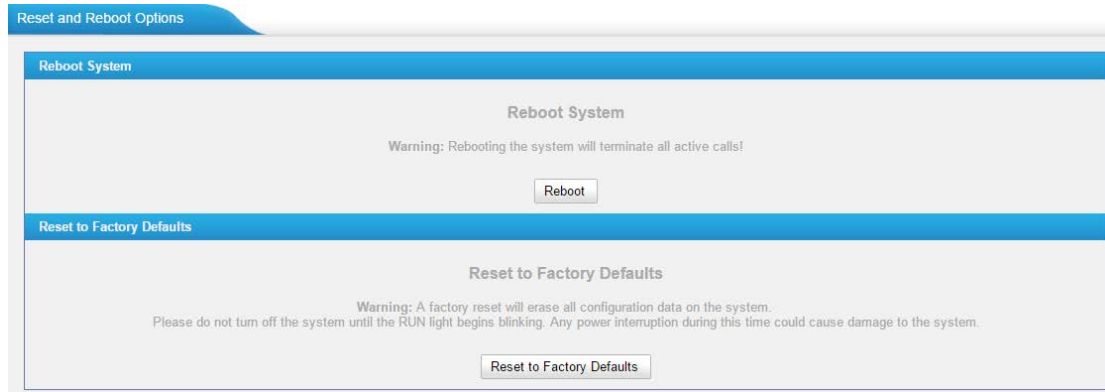 Reset and Reboot Options
Reboot System
Reboot System
Warning: Rebooting the system will terminate all active calls!
Reboot
Reset to Factory Defaults
Reset to Factory Defaults
Warning: A factory reset will erase all configuration data on the system.
Please do not turn off the system until the RUN light begins blinking. Any power interruption during this time could cause damage to the system.
Reset to Factory Defaults